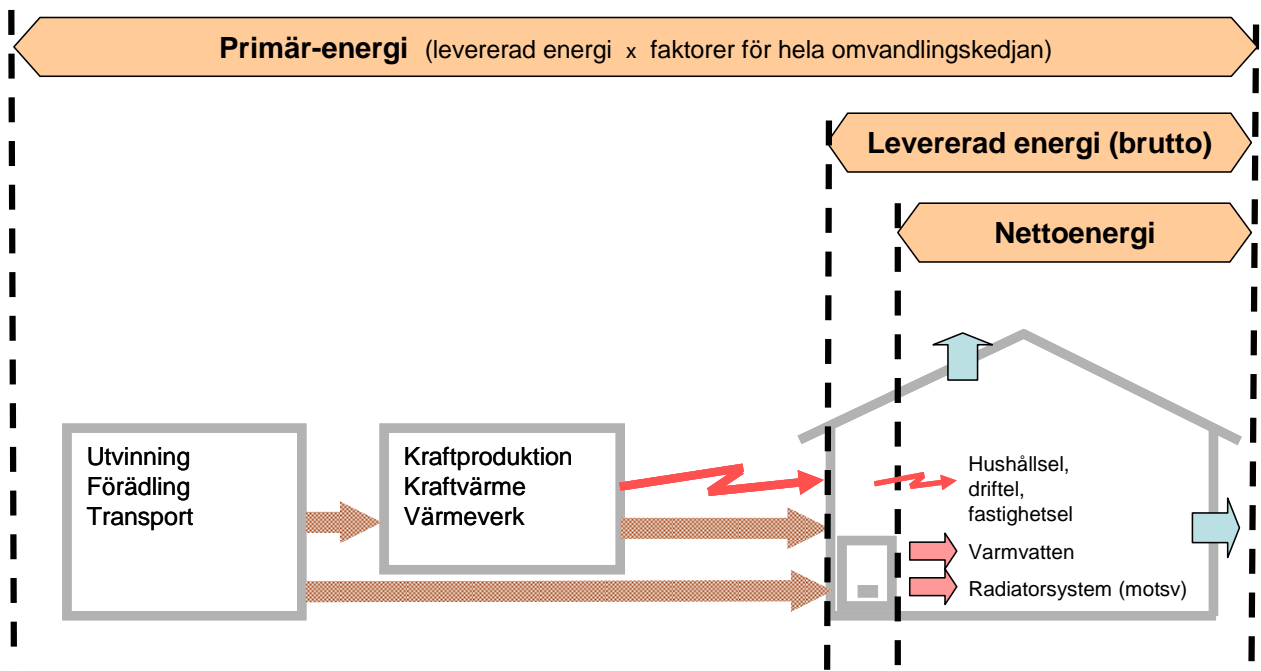 Primär-energi (levererad energi x faktorer för hela omvandlingskedjan)
Levererad energi (brutto)
Nettoenergi
Utvinning
Förädling
Transport
Kraftproduktion
Kraftvärme
Värmeverk
Hushållsel,
driftel,
fastighetsel
Varmvatten
Radiatorsystem (motsv)